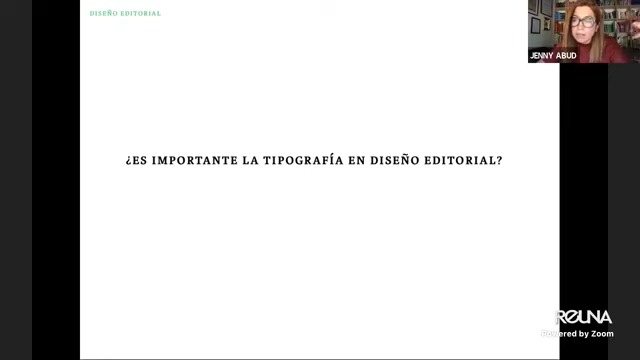 DISEÑO EDITORIAL
JENNY ABUD
¿ES IMPORTANTE LA TIPOGRAFÍA EN DISEÑO EDITORIAL?
REUNA
Powered by Zoom